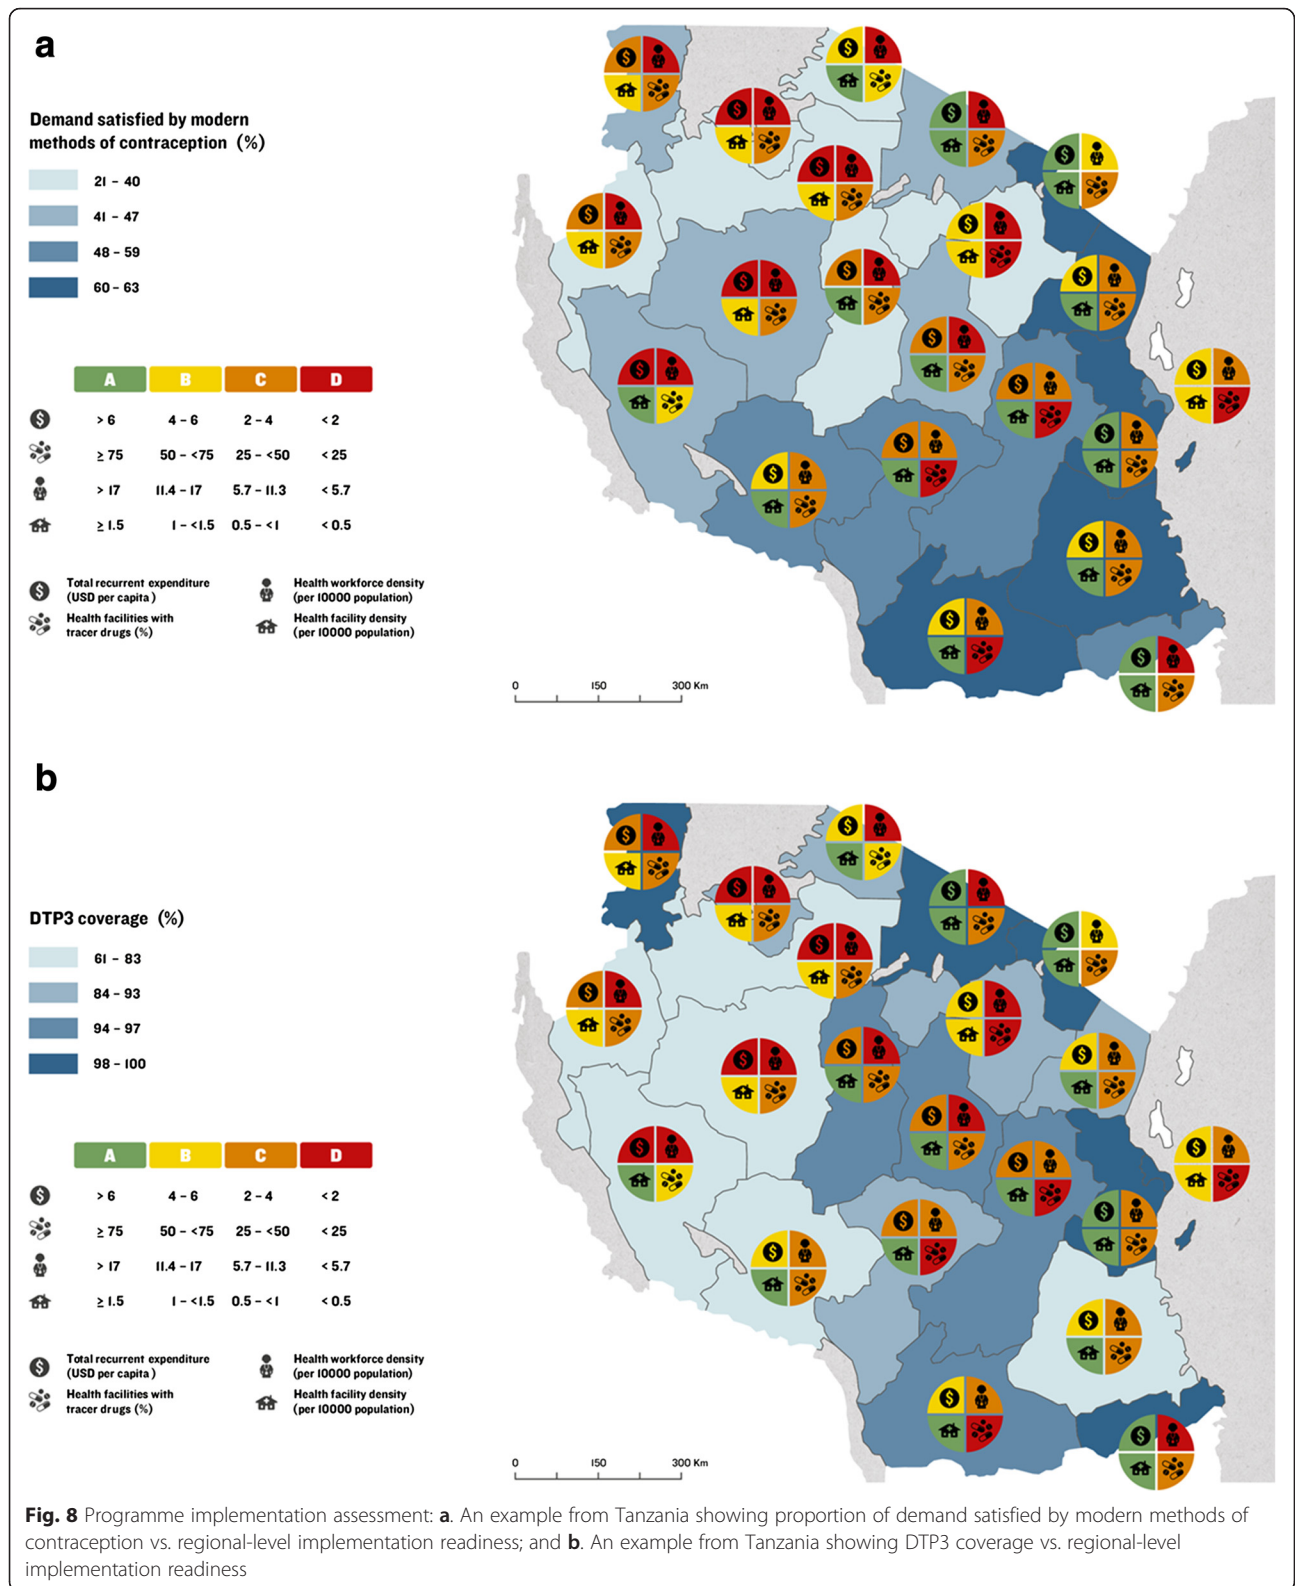 a
Demand satisfied by modern
methods of contraception (%)
21 – 40
41 – 47
48 – 59
60 – 63
A B C D
> 6 4 – 6 2 – 4 < 2
≥ 75 50 – <75 25 – <50 < 25
> 17 11.4 – 17 5.7 – 11.3 < 5.7
≥ 1.5 1 – <1.5 0.5 – <1 < 0.5
Total recurrent expenditure
(USD per capita )
Health workforce density
(per 10000 population)
Health facilities with
tracer drugs (%)
Health facility density
(per 10000 population)
0 150 300 Km
b
DTP3 coverage (%)
61 – 83
84 – 93
94 – 97
98 – 100
A B C D
> 6 4 – 6 2 – 4 < 2
≥ 75 50 – <75 25 – <50 < 25
> 17 11.4 – 17 5.7 – 11.3 < 5.7
≥ 1.5 1 – <1.5 0.5 – <1 < 0.5
Total recurrent expenditure
(USD per capita )
Health workforce density
(per 10000 population)
Health facilities with
tracer drugs (%)
Health facility density
(per 10000 population)
0 150 300 Km
Fig. 8 Programme implementation assessment: a. An example from Tanzania showing proportion of demand satisfied by modern methods of
contraception vs. regional-level implementation readiness; and b. An example from Tanzania showing DTP3 coverage vs. regional-level
implementation readiness